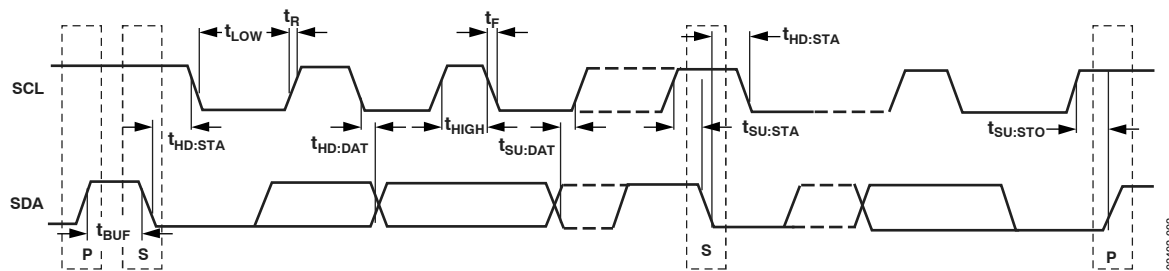 tR
tF
tLOW
tHD:STA
SCL
tHD:STA
tHD:DAT
tHIGH
tSU:DAT
tSU:STA
tSU:STO
SDA
tBUF
P
S
S
P